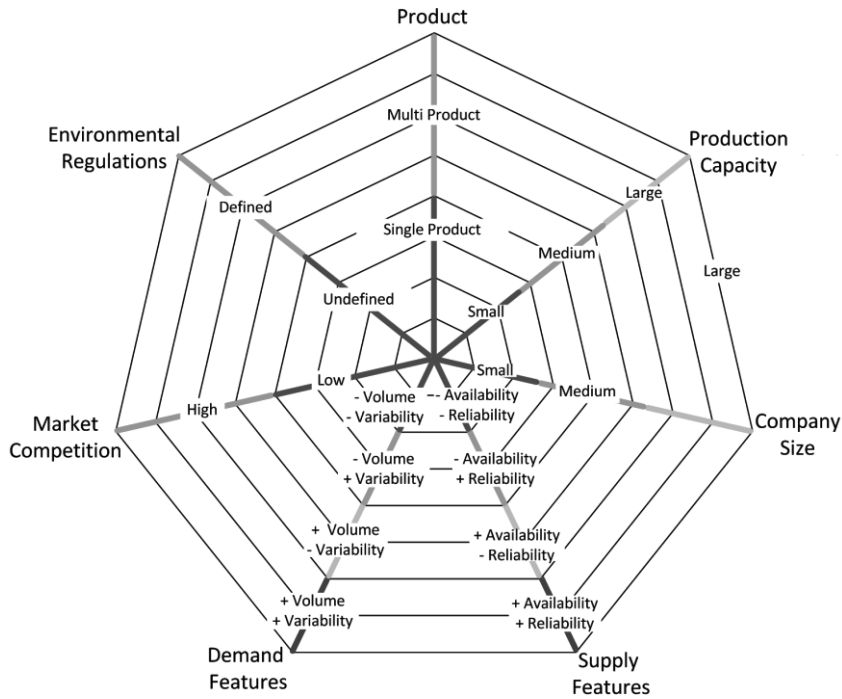 Product
Environmental
Regulations
Production
Capacity
Multi Product
Large
Defined
Single Product
Medium
Large
Undefined
Small
Small
Low
Medium
- Volume
- Variability
-- Availability
- Reliability
High
Market
Competition
Company
Size
- Volume
+ Variability
- Availability
+ Reliability
+ Volume
- Variability
+ Availability
- Reliability
+ Volume
+ Variability
+ Availability
+ Reliability
Demand
Features
Supply
Features